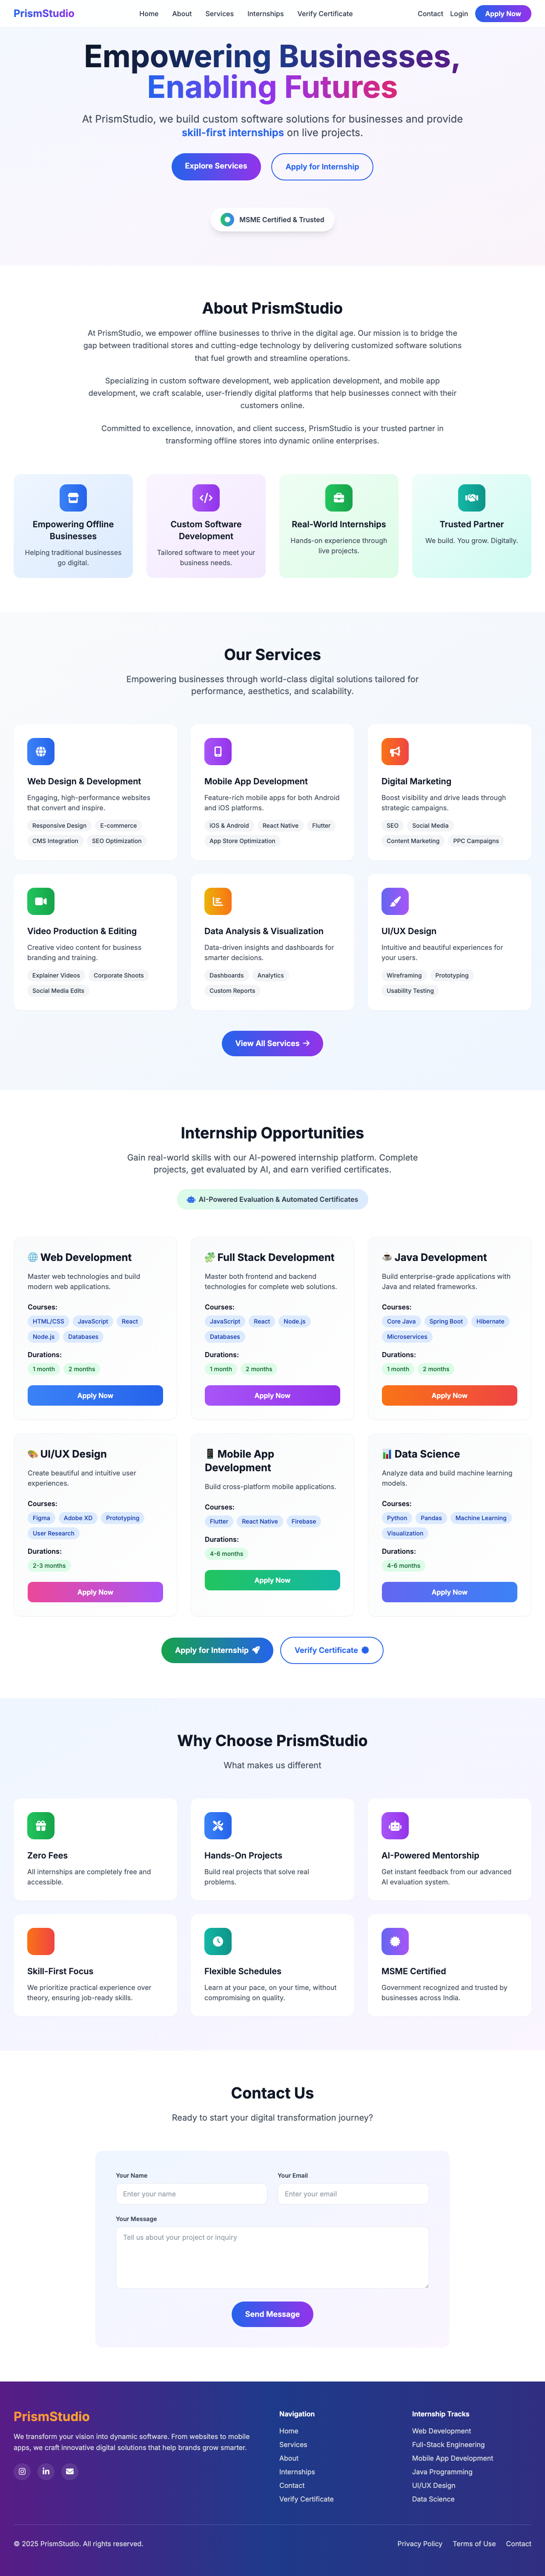 PrismStudio
Home
About
Services
Internships
Verify Certificate
Contact
Login
Apply Now
Empowering Businesses,
Enabling Futures
At PrismStudio, we build custom software solutions for businesses and provide
skill-first internships on live projects.
Explore Services
Apply for Internship
MSME Certified & Trusted
About PrismStudio
At PrismStudio, we empower offline businesses to thrive in the digital age. Our mission is to bridge the
gap between traditional stores and cutting-edge technology by delivering customized software solutions
that fuel growth and streamline operations.
Specializing in custom software development, web application development, and mobile app
development, we craft scalable, user-friendly digital platforms that help businesses connect with their
customers online.
Committed to excellence, innovation, and client success, PrismStudio is your trusted partner in
transforming offline stores into dynamic online enterprises.
Empowering Offline
Businesses
Helping traditional businesses
go digital.
Custom Software
Development
Tailored software to meet your
business needs.
Real-World Internships
Hands-on experience through
live projects.
Trusted Partner
We build. You grow. Digitally.
Our Services
Empowering businesses through world-class digital solutions tailored for
performance, aesthetics, and scalability.
Web Design & Development
Engaging, high-perfomance websites
that convert and inspire.
Responsive Design
E-commerce
CMS Integration
SEO Optimization
Mobile App Development
Feature-rich mobile apps for both Android
and iOS platforms.
iOS & Android
React Native
Flutter
App Store Optimization
Digital Marketing
Boost visibility and drive leads through
strategic campaigns.
SEO
Social Media
Content Marketing
PPC Campaigns
Video Production & Editing
Creative video content for business
branding and training.
Explainer Videos
Corporate Shoots
Social Media Edits
Data Analysis & Visualization
Data-driven insights and dashboards for
smarter decisions.
Dashboards
Analytics
Custom Reports
UI/UX Design
Intuitive and beautiful experiences for
your users.
Wireframing
Prototyping
Usability Testing
View All Services
Internship Opportunities
Gain real-world skills with our AI-powered internship platform. Complete
projects, get evaluated by AI, and earn verified certificates.
AI-Powered Evaluation & Automated Certificates
Web Development
Master web technologies and build
modern web applications.
Courses:
HTML/CSS
JavaScript
React
Node.js
Databases
Durations:
1 month
2 months
Apply Now
Full Stack Development
Master both frontend and backend
technologies for complete web solutions.
Courses:
JavaScript
React
Node.js
Databases
Durations:
1 month
2 months
Apply Now
Java Development
Build enterprise-grade applications with
Java and related frameworks.
Courses:
Core Java
Spring Boot
Hibernate
Microservices
Durations:
1 month
2 months
Apply Now
UI/UX Design
Create beautiful and intuitive user
experiences.
Courses:
Figma
Adobe XD
Prototyping
User Research
Durations:
2-3 months
Apply Now
Mobile App
Development
Build cross-platform mobile applications.
Courses:
Flutter
React Native
Firebase
Durations:
4-6 months
Apply Now
Data Science
Analyze data and build machine learning
models.
Courses:
Python
Pandas
Machine Learning
Visualization
Durations:
4-6 months
Apply Now
Apply for Internship
Verify Certificate
Why Choose PrismStudio
What makes us different
Zero Fees
All internships are completely free and
accessible.
Hands-On Projects
Build real projects that solve real
problems.
AI-Powered Mentorship
Get instant feedback from our advanced
AI evaluation system.
Skill-First Focus
We prioritize practical experience over
theory, ensuring job-ready skills.
Flexible Schedules
Learn at your pace, on your time, without
compromising on quality.
MSME Certified
Government recognized and trusted by
businesses across India.
Contact Us
Ready to start your digital transformation journey?
Your Name
Your Email
Enter your name
Enter your email
Your Message
Tell us about your project or inquiry
Send Message
PrismStudio
We transform your vision into dynamic software. From websites to mobile
apps, we craft innovative digital solutions that help brands grow smarter.
Navigation
Home
Services
About
Internships
Contact
Verify Certificate
Internship Tracks
Web Development
Full-Stack Engineering
Mobile App Development
Java Programming
UI/UX Design
Data Science
© 2025 PrismStudio. All rights reserved.
Privacy Policy
Terms of Use
Contact